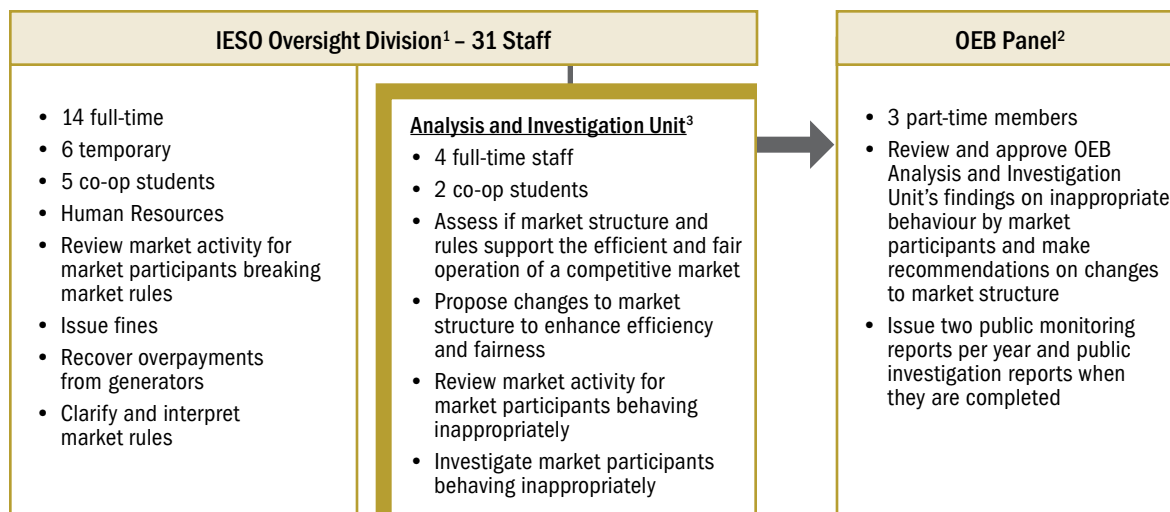 IESO Oversight Division¹ – 31 Staff
• 14 full-time
• 6 temporary
• 5 co-op students
• Human Resources
• Review market activity for
market participants breaking
market rules
• Issue fines
• Recover overpayments
from generators
• Clarify and interpret
market rules
Analysis and Investigation Unit³
• 4 full-time staff
• 2 co-op students
• Assess if market structure and
rules support the efficient and fair
operation of a competitive market
• Propose changes to market
structure to enhance efficiency
and fairness
• Review market activity for
market participants behaving
inappropriately
• Investigate market participants
behaving inappropriately
OEB Panel²
• 3 part-time members
• Review and approve OEB
Analysis and Investigation
Unit’s findings on inappropriate
behaviour by market
participants and make
recommendations on changes
to market structure
• Issue two public monitoring
reports per year and public
investigation reports when
they are completed